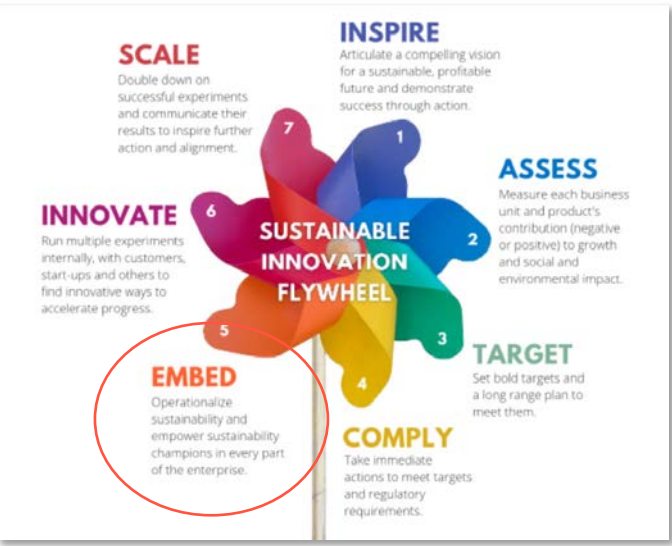 INSPIRE
Articulate a compelling vision
for a sustainable, profitable
future and demonstrate
success through action.
SCALE
Double down on
successful experiments
and communicate their
results to inspire further
action and alignment.
7
1
ASSESS
Measure each business
unit and product's
contribution (negative
or positive) to growth
and social and
environmental impact.
INNOVATE
Run multiple experiments
internally, with customers,
start-ups and others to
find innovative ways to
accelerate progress.
6
SUSTAINABLE
INNOVATION
FLYWHEEL
2
5
3
TARGET
Set bold targets and
a long range plan to
meet them.
EMBED
Operationalize
sustainability and
empower sustainability
champions in every part
of the enterprise.
4
COMPLY
Take immediate
actions to meet targets
and regulatory
requirements.